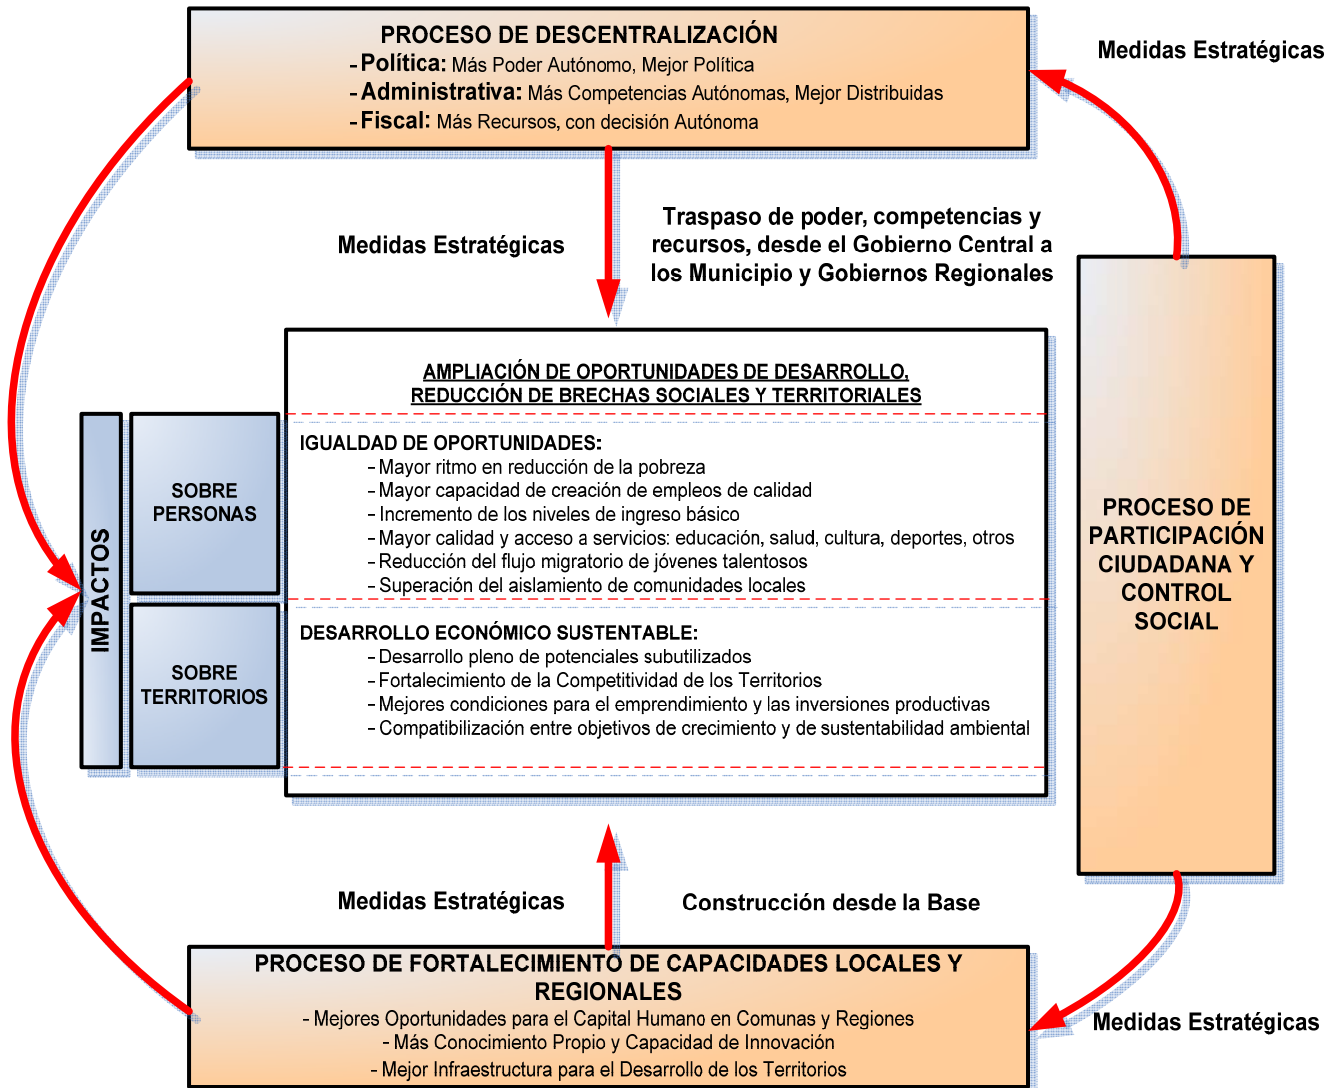 PROCESO DE DESCENTRALIZACIÓN
- Política: Más Poder Autónomo, Mejor Política
- Administrativa: Más Competencias Autónomas, Mejor Distribuidas
- Fiscal: Más Recursos, con decisión Autónoma
Medidas Estratégicas
Medidas Estratégicas
Traspaso de poder, competencias y
recursos, desde el Gobierno Central a
los Municipio y Gobiernos Regionales
AMPLIACIÓN DE OPORTUNIDADES DE DESARROLLO,
REDUCCIÓN DE BRECHAS SOCIALES Y TERRITORIALES
IMPACTOS
SOBRE
PERSONAS
IGUALDAD DE OPORTUNIDADES:
- Mayor ritmo en reducción de la pobreza
- Mayor capacidad de creación de empleos de calidad
- Incremento de los niveles de ingreso básico
- Mayor calidad y acceso a servicios: educación, salud, cultura, deportes, otros
- Reducción del flujo migratorio de jóvenes talentosos
- Superación del aislamiento de comunidades locales
SOBRE
TERRITORIOS
DESARROLLO ECONÓMICO SUSTENTABLE:
- Desarrollo pleno de potenciales subutilizados
- Fortalecimiento de la Competitividad de los Territorios
- Mejores condiciones para el emprendimiento y las inversiones productivas
- Compatibilización entre objetivos de crecimiento y de sustentabilidad ambiental
PROCESO DE
PARTICIPACIÓN
CIUDADANA Y
CONTROL
SOCIAL
Medidas Estratégicas
Construcción desde la Base
PROCESO DE FORTALECIMIENTO DE CAPACIDADES LOCALES Y
REGIONALES
- Mejores Oportunidades para el Capital Humano en Comunas y Regiones
- Más Conocimiento Propio y Capacidad de Innovación
- Mejor Infraestructura para el Desarrollo de los Territorios
Medidas Estratégicas